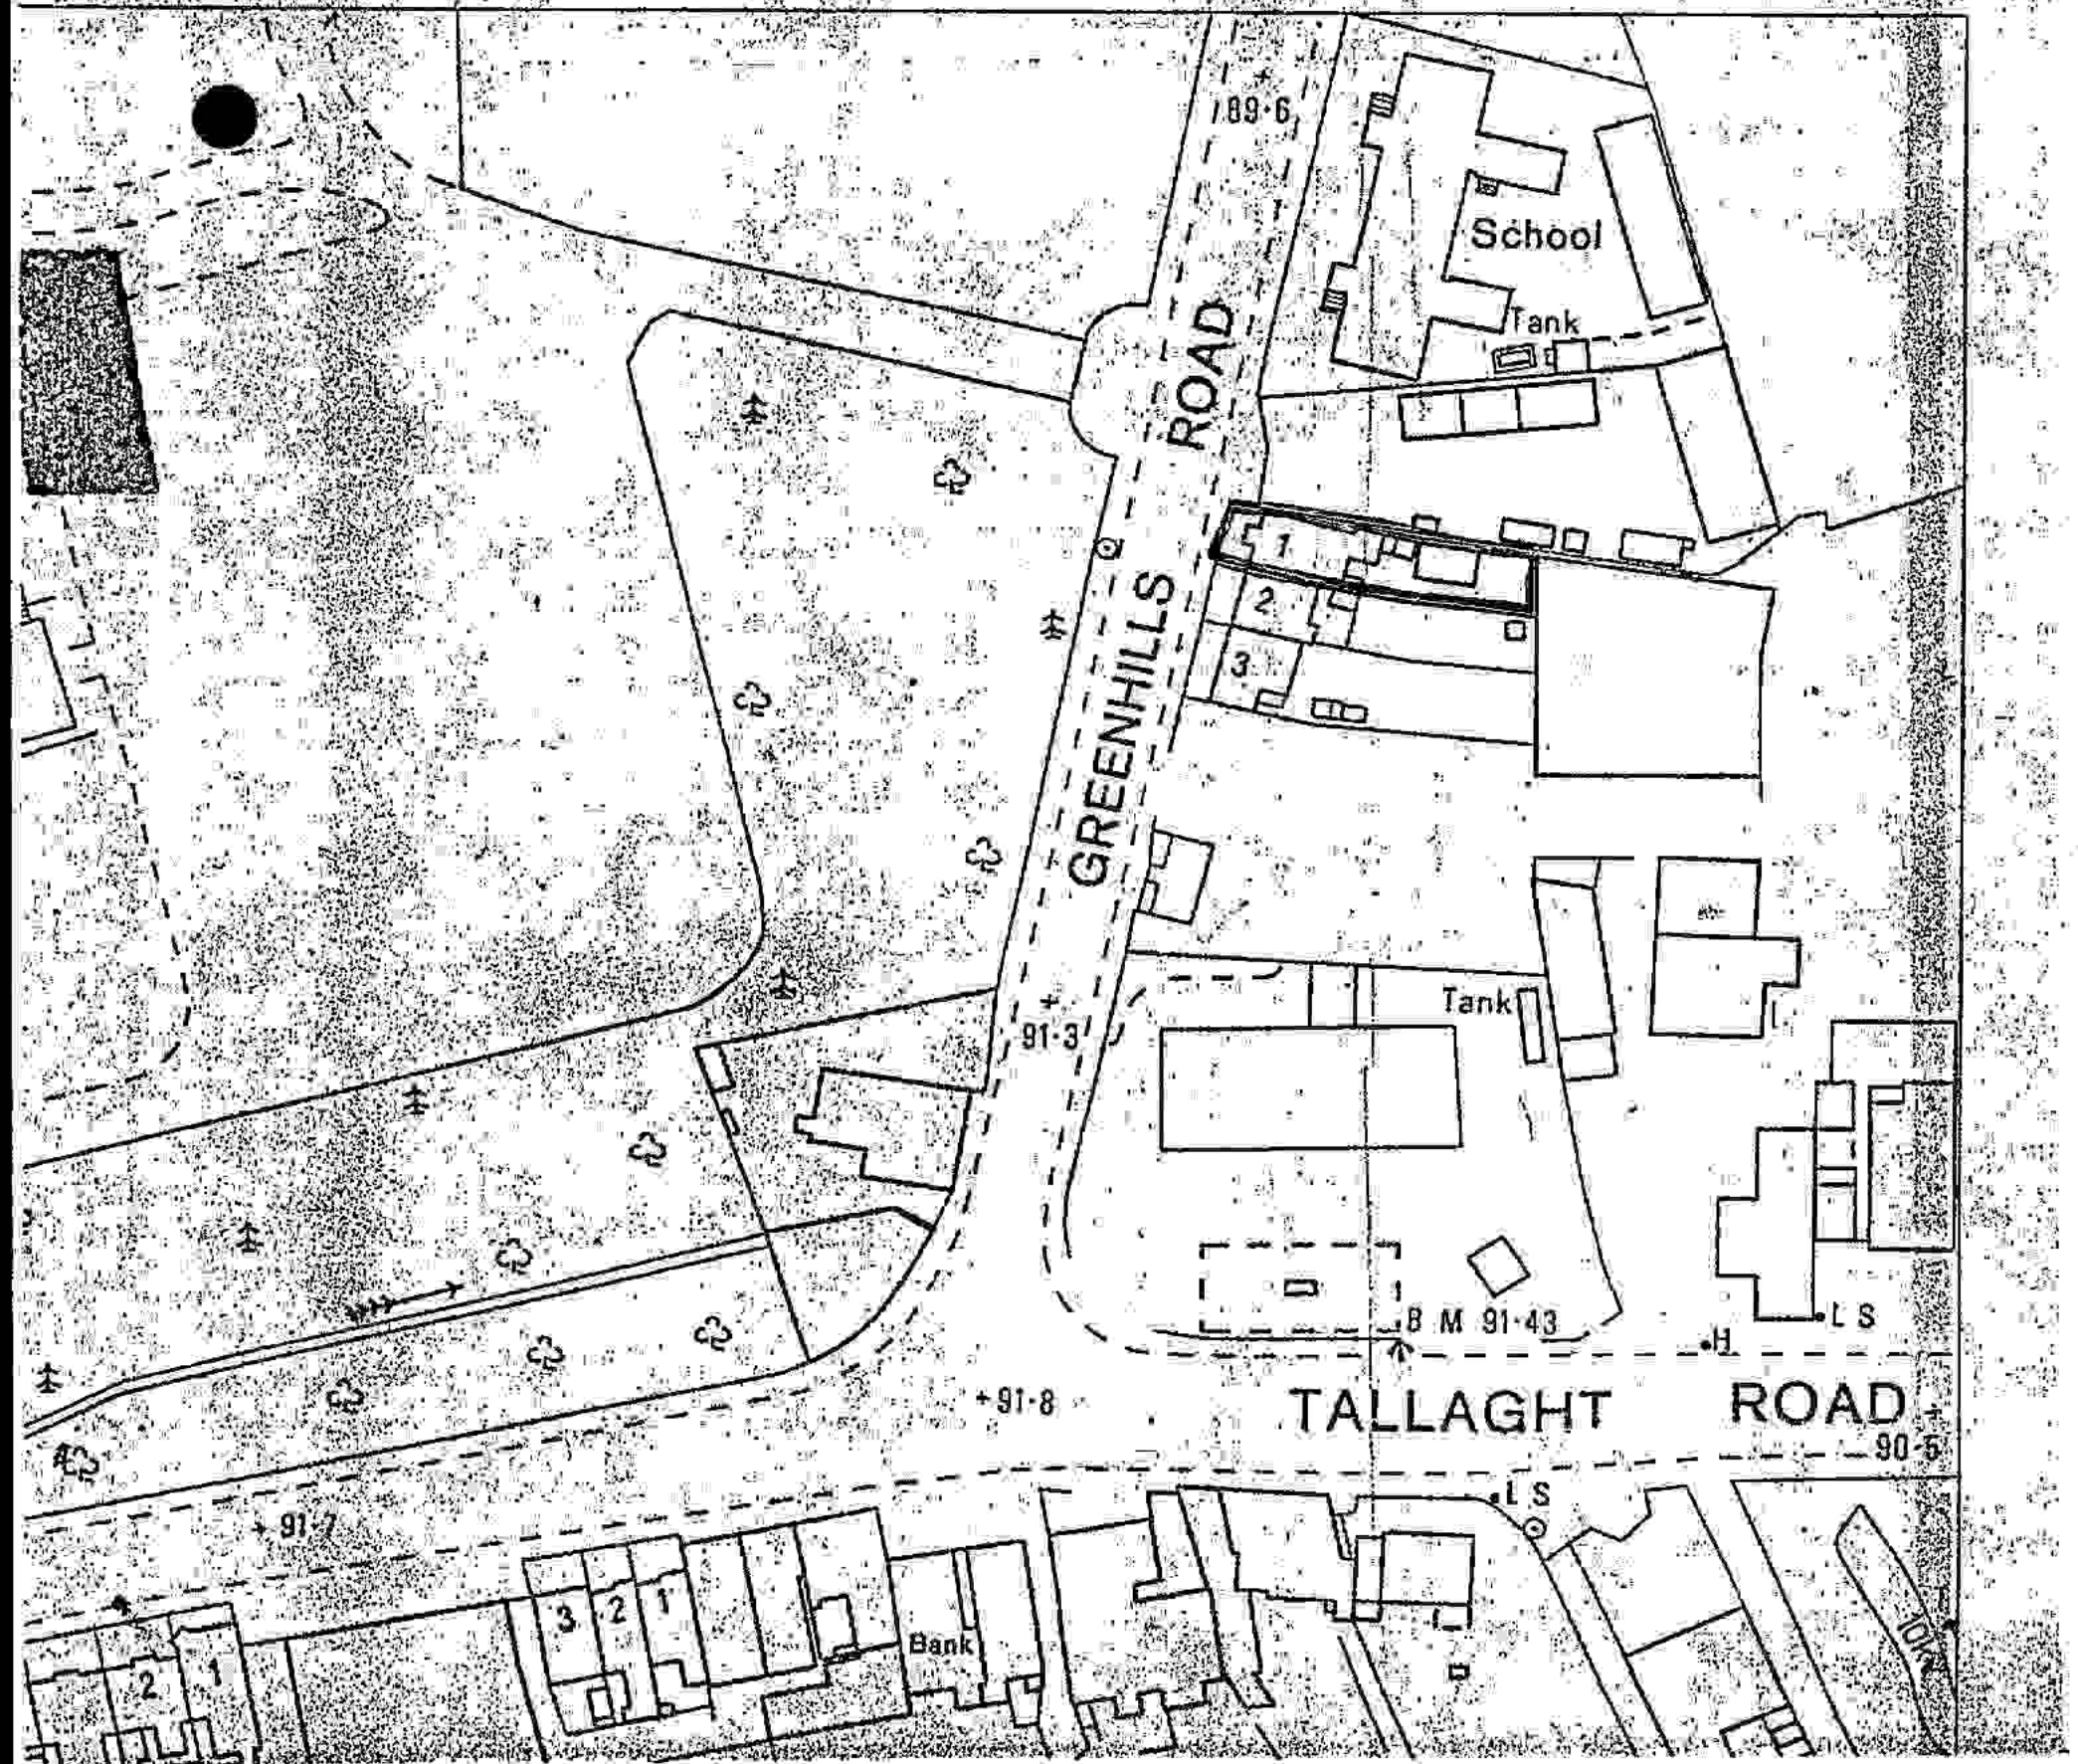 89·6
School
Tank
GREENHILLS ROAD
1
2
3
91·3
Tank
B M 91·43
L S
H
+91·8
TALLAGHT ROAD
90·5
L S
+ 91·7
3 2 1
Bank
2 1